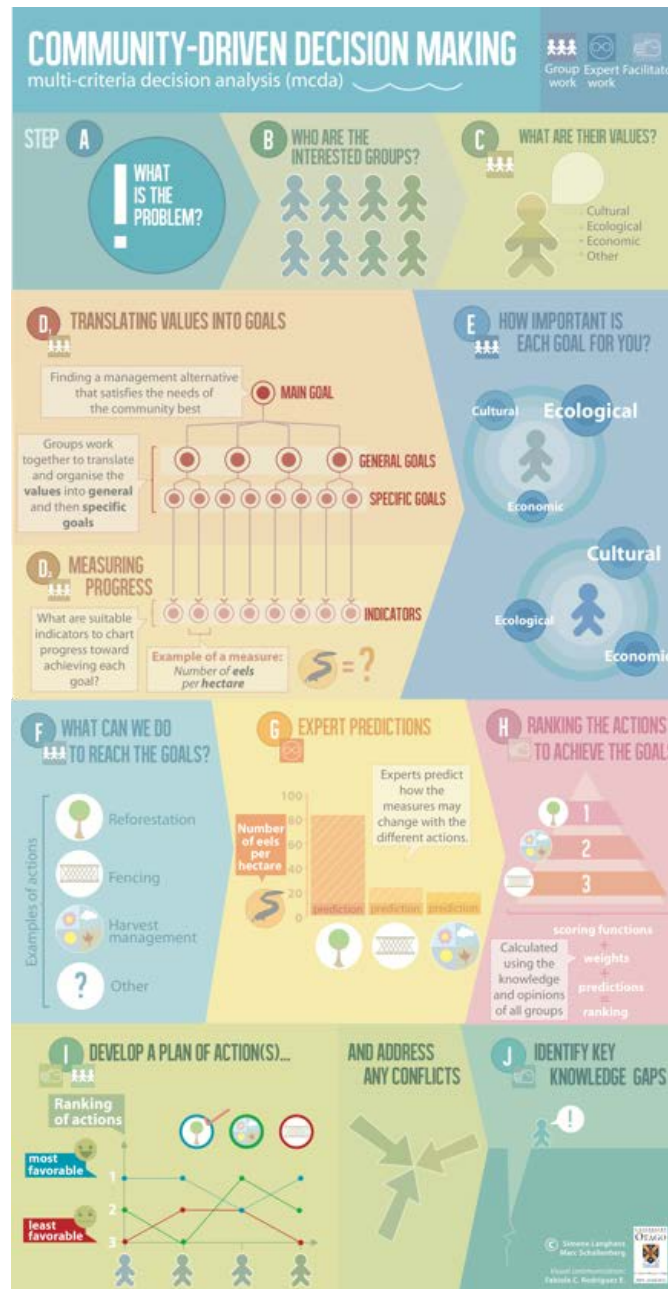 COMMUNITY-DRIVEN DECISION MAKING
multi-criteria decision analysis (mcda)
Group
work
Expert
work
Facilitato
STEP A
WHAT
IS THE
PROBLEM?
B WHO ARE THE
INTERESTED GROUPS?
C WHAT ARE THEIR VALUES?
Cultural
Ecological
Economic
Other
D1 TRANSLATING VALUES INTO GOALS
Finding a management alternative
that satisfies the needs of
the community best
MAIN GOAL
Groups work
together to translate
and organise the
values into general
and then specific
goals
GENERAL GOALS
SPECIFIC GOALS
D2 MEASURING
PROGRESS
What are suitable
indicators to chart
progress toward
achieving each
goal?
INDICATORS
Example of a measure:
Number of eels
per hectare
= ?
E HOW IMPORTANT IS
EACH GOAL FOR YOU?
Cultural
Ecological
Economic
Cultural
Ecological
Economic
F WHAT CAN WE DO
TO REACH THE GOALS?
Examples of actions
Reforestation
Fencing
Harvest
management
? Other
G EXPERT PREDICTIONS
Experts predict
how the
measures may
change with the
different actions.
Number
of eels
per
hectare
100
80
60
40
20
0
prediction
prediction
prediction
H RANKING THE ACTIONS
TO ACHIEVE THE GOAL
1
2
3
Calculated
using the
knowledge
and opinions
of all groups
scoring functions
+
weights
+
predictions
=
ranking
I DEVELOP A PLAN OF ACTION(S)...
Ranking
of actions
most
favorable
least
favorable
1
2
3
AND ADDRESS
ANY CONFLICTS
J IDENTIFY KEY
KNOWLEDGE GAPS
!
© Simone Langhans
Marc Schallenberg
Visual communication:
Fabiola C. Rodríguez E.
UNIVERSITY
OTAGO